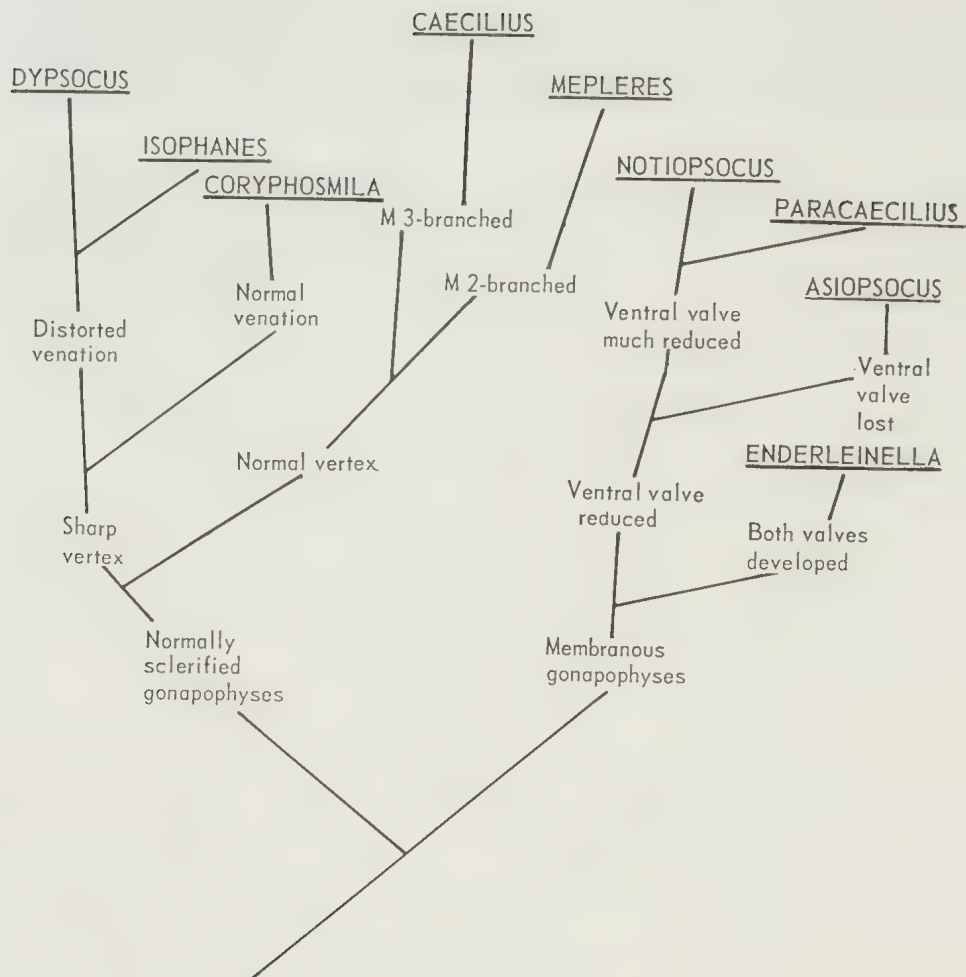 CAECILIUS
DYPSOCUS
MEPLERES
ISOPHANES
CORYPHOSMILA
NOTIOPSOCUS
PARACAECILIUS
M 3-branched
M 2-branched
ASIOPSOCUS
Normal
venation
Distorted
venation
Ventral valve
much reduced
Ventral
valve
lost
Normal vertex
ENDERLEINELLA
Ventral valve
reduced
Sharp
vertex
Both valves
developed
Normally
sclerified
gonapophyses
Membranous
gonapophyses